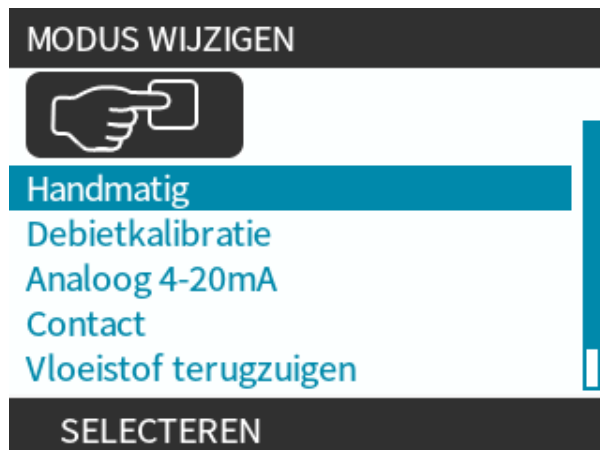 MODUS WIJZIGEN
Handmatig
Debietkalibratie
Analoog 4-20mA
Contact
Vloeistof terugzuigen
SELECTEREN